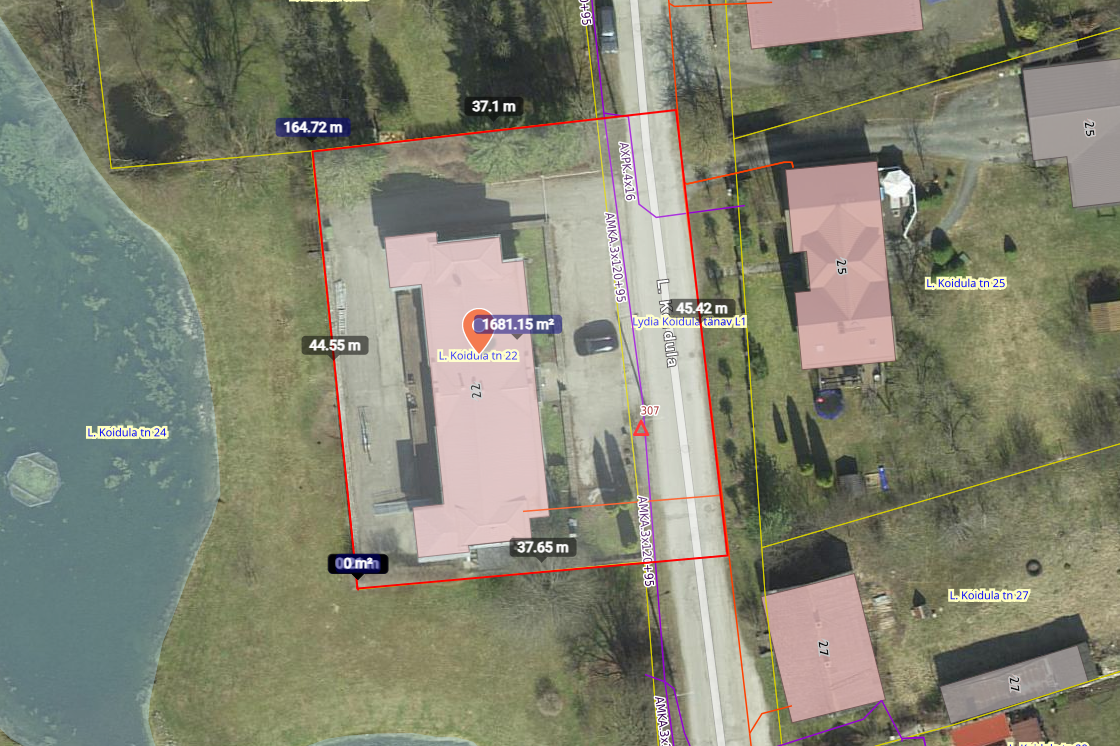 37.1 m
164.72 m
AXPK.4x16
25
AMKA.3x120+95
25
L. Koidula tn 25
45.42 m
Lydia Koidula tänav L1
L. Koidula
1681.15 m²
44.55 m
L. Koidula tn 22
22
307
L. Koidula tn 24
AMKA.3x120+95
37.65 m
0 m²
L. Koidula tn 27
27
27